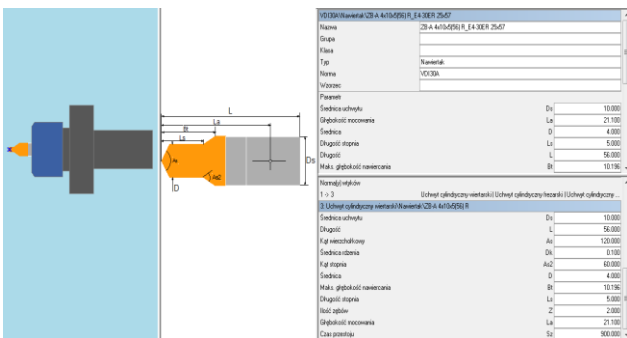 VDI30A\Nawiertak\ZB-A 4x10x5(56) R_E4-30ER 25x57
Nazwa ZB-A 4x10x5(56) R_E4-30ER 25x57
Grupa
Klasa
Typ Nawiertak
Norma VDI30A
Wzorzec
Parametr
Średnica uchwytu Ds 10.000
Głębokość mocowania La 21.100
Średnica D 4.000
Długość stopnia Ls 5.000
Długość L 56.000
Maks. głębokość nawiercania Bt 10.196
L
La
Bt
Ls
As
As2
D
Ds
x
Norma(y) wtyków
1 -> 3 Uchwyt cylindryczny wiertarski | Uchwyt cylindryczny frezarski | Uchwyt cylindryczny ...
3: Uchwyt cylindryczny wiertarski\Nawiertak\ZB-A 4x10x5(56) R
Średnica uchwytu Ds 10.000
Długość L 56.000
Kąt wierzchołkowy As 120.000
Średnica rdzenia Dk 0.100
Kąt stopnia As2 60.000
Średnica D 4.000
Maks. głębokość nawiercania Bt 10.196
Długość stopnia Ls 5.000
Ilość zębów Z 2.000
Głębokość mocowania La 21.100
Czas przestoju Sz 900.000